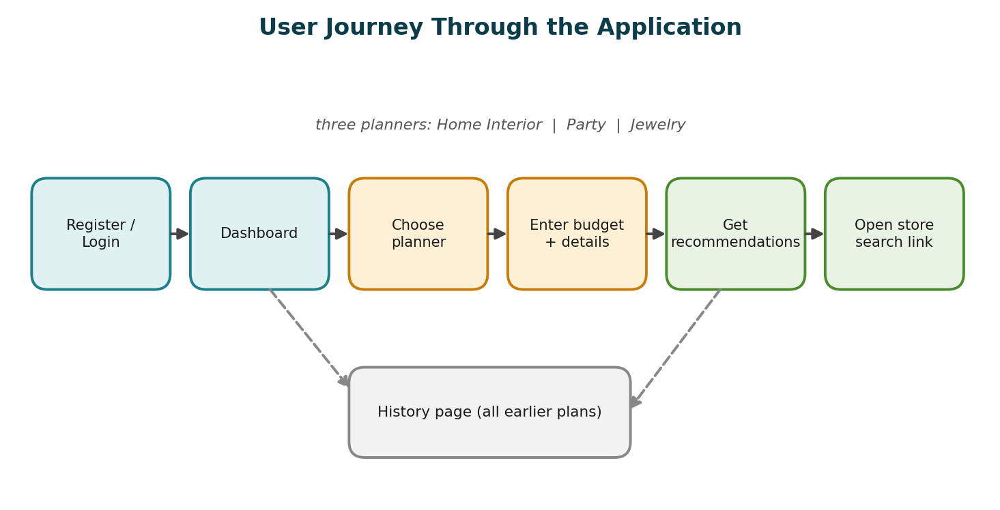 User Journey Through the Application
three planners: Home Interior | Party | Jewelry
Register /
Login
Dashboard
Choose
planner
Enter budget
+ details
Get
recommendations
Open store
search link
History page (all earlier plans)